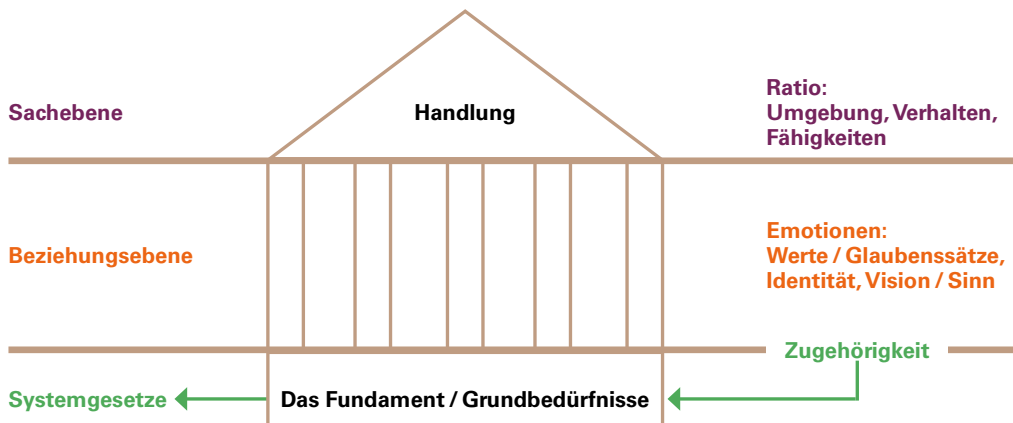 Sachebene
Handlung
Ratio:
Umgebung, Verhalten,
Fähigkeiten
Beziehungsebene
Emotionen:
Werte / Glaubenssätze,
Identität, Vision / Sinn
Zugehörigkeit
Systemgesetze
Das Fundament / Grundbedürfnisse